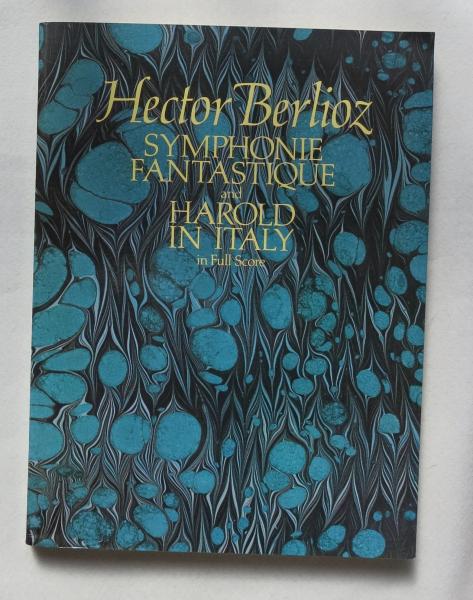 Hector Berlioz
SYMPHONIE
FANTASTIQUE
and
HAROLD
IN ITALY
in Full Score